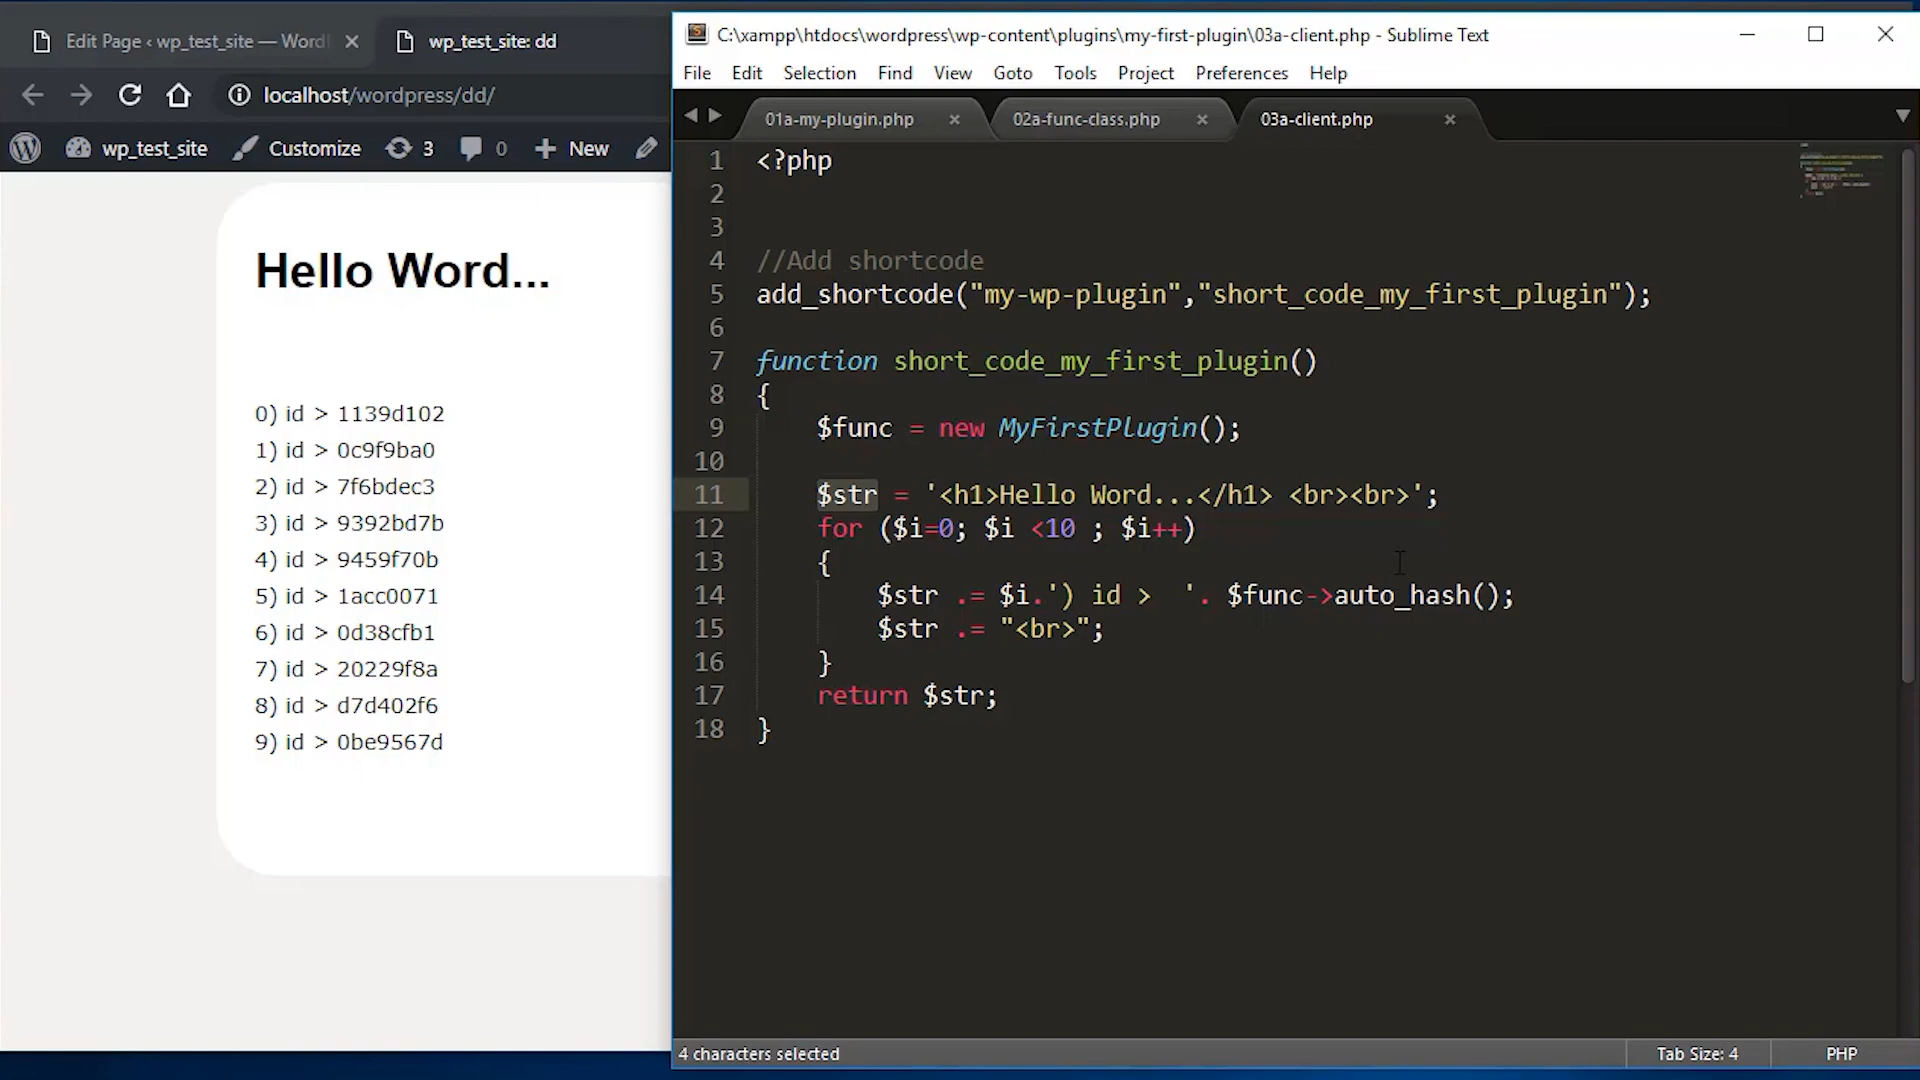 Edit Page ‹ wp_test_site — Word
wp_test_site: dd
localhost/wordpress/dd/
wp_test_site
Customize
3
0
New
Hello Word...
0) id > 1139d102
1) id > 0c9f9ba0
2) id > 7f6bdec3
3) id > 9392bd7b
4) id > 9459f70b
5) id > 1acc0071
6) id > 0d38cfb1
7) id > 20229f8a
8) id > d7d402f6
9) id > 0be9567d
C:\xampp\htdocs\wordpress\wp-content\plugins\my-first-plugin\03a-client.php - Sublime Text
File Edit Selection Find View Goto Tools Project Preferences Help
01a-my-plugin.php 02a-func-class.php 03a-client.php
1 <?php
2
3
4 //Add shortcode
5 add_shortcode("my-wp-plugin","short_code_my_first_plugin");
6
7 function short_code_my_first_plugin()
8 {
9 $func = new MyFirstPlugin();
10
11 $str = '<h1>Hello Word...</h1> <br><br>';
12 for ($i=0; $i <10 ; $i++)
13 {
14 $str .= $i.') id >  '. $func->auto_hash();
15 $str .= "<br>";
16 }
17 return $str;
18 }
4 characters selected
Tab Size: 4
PHP